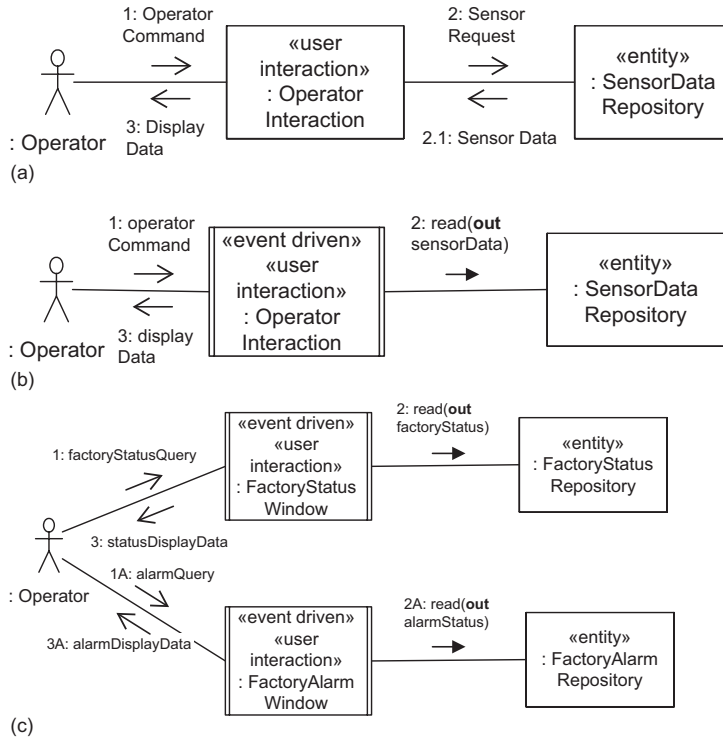 1: Operator
Command
3: Display
Data
: Operator
«user
interaction»
: Operator
Interaction
2: Sensor
Request
2.1: Sensor Data
«entity»
: SensorData
Repository
(a)
1: operator
Command
3: display
Data
: Operator
«event driven»
«user
interaction»
: Operator
Interaction
2: read(out
sensorData)
«entity»
: SensorData
Repository
(b)
1: factoryStatusQuery
3: statusDisplayData
: Operator
1A: alarmQuery
3A: alarmDisplayData
«event driven»
«user
interaction»
: FactoryStatus
Window
2: read(out
factoryStatus)
«entity»
: FactoryStatus
Repository
«event driven»
«user
interaction»
: FactoryAlarm
Window
2A: read(out
alarmStatus)
«entity»
: FactoryAlarm
Repository
(c)